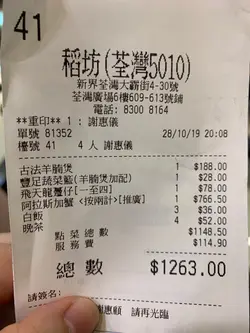 41
稻坊(荃灣5010)
新界荃灣大霸街4-30號
荃灣廣場6樓609-613號鋪
電話: 8300 8164
**重印** 1 : 謝惠儀
單號 81352 28/10/19 20:08
檯號 41 4 人 謝惠儀
古法羊腩煲 1 $188.00
豐足蔬菜籃(羊腩煲加配) 1 $28.00
飛天龍躉仔[一至四] 1 $78.00
阿拉斯加蟹 <按兩計>[推廣] 1 $766.50
白飯 3 $36.00
晚茶 4 $52.00
點菜總數 $1148.50
服務費 $114.90
總數 $1263.00
請簽名:
謝惠顧 請再光臨